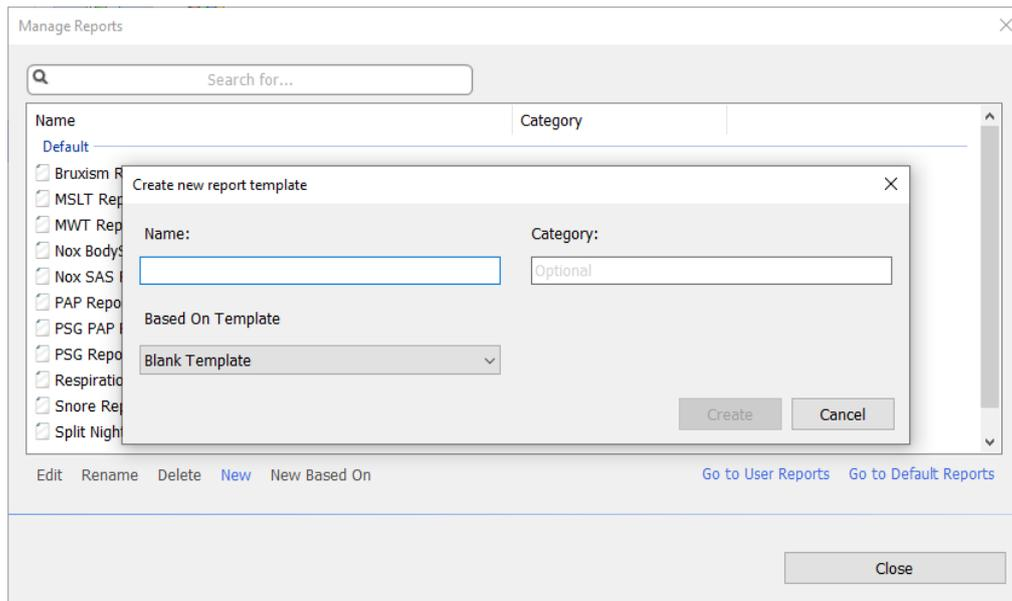 Manage Reports
Search for...
Name Category
Default
Bruxism R
MSLT Rep
Create new report template
MWT Rep
Name: Category:
Nox Body
Nox SAS
Optional
PAP Repo
Based On Template
PSG PAP
PSG Repo
Blank Template
Respiratio
Snore Rep
Create Cancel
Split Night
Edit Rename Delete New New Based On Go to User Reports Go to Default Reports
Close